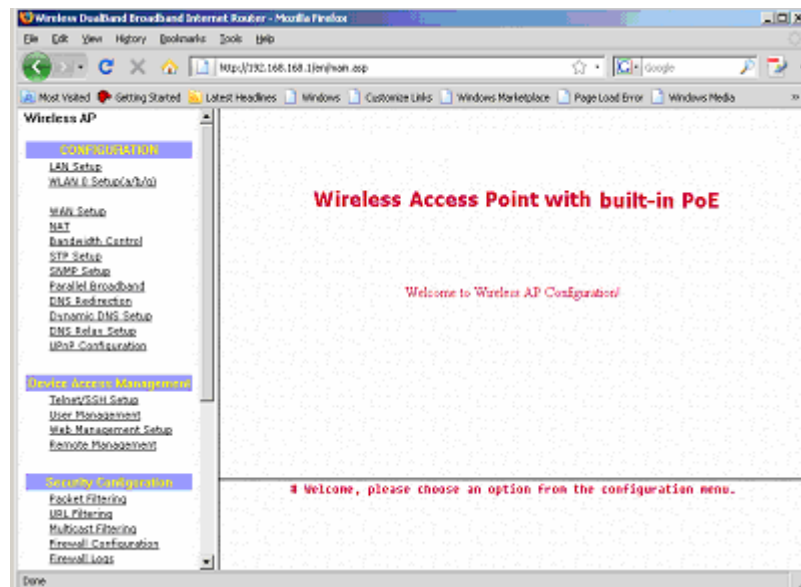 Wireless DualBand Broadband Internet Router - Mozilla Firefox
File Edit View History Bookmarks Tools Help
http://192.168.168.1/en/main.asp
Google
Most Visited Getting Started Latest Headlines Windows Customize Links Windows Marketplace Page Load Error Windows Media
Wireless AP
CONFIGURATION
LAN Setup
WLAN 0 Setup(a/b/g)
WAN Setup
NAT
Bandwidth Control
STP Setup
SNMP Setup
Parallel Broadband
DNS Redirection
Dynamic DNS Setup
DNS Relay Setup
UPnP Configuration
Device Access Management
Telnet/SSH Setup
User Management
Web Management Setup
Remote Management
Security Configuration
Packet Filtering
URL Filtering
Multicast Filtering
Firewall Configuration
Firewall Logs
Wireless Access Point with built-in PoE
Welcome to Wireless AP Configuration!
# Welcome, please choose an option from the configuration menu.
Done